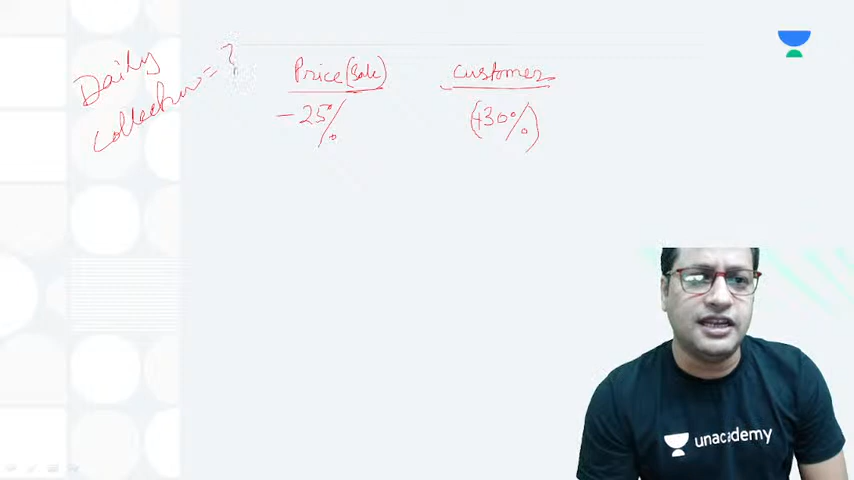 Daily
collection = ?
Price (Sale)
customer
-25%
(+30%)
unacademy